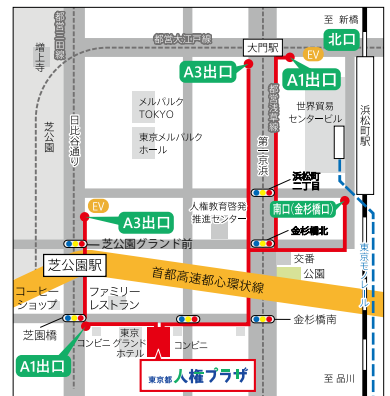 至 新橋
都営三田線
都営大江戸線
大門駅
北口
増上寺
A3出口
EV
A1出口
メルパルク
TOKYO
都営浅草線
世界貿易
センタービル
浜松町駅
芝公園
日比谷通り
東京メルパルク
ホール
第一京浜
浜松町
二丁目
EV
A3出口
人権教育啓発
推進センター
南口(金杉橋口)
芝公園グランド前
金杉橋北
芝公園駅
首都高速都心環状線
交番
公園
東京モノレール
コーヒー
ショップ
ファミリー
レストラン
芝園橋
コンビニ
東京
グランド
ホテル
コンビニ
金杉橋南
A1出口
東京都 人権プラザ
至 品川